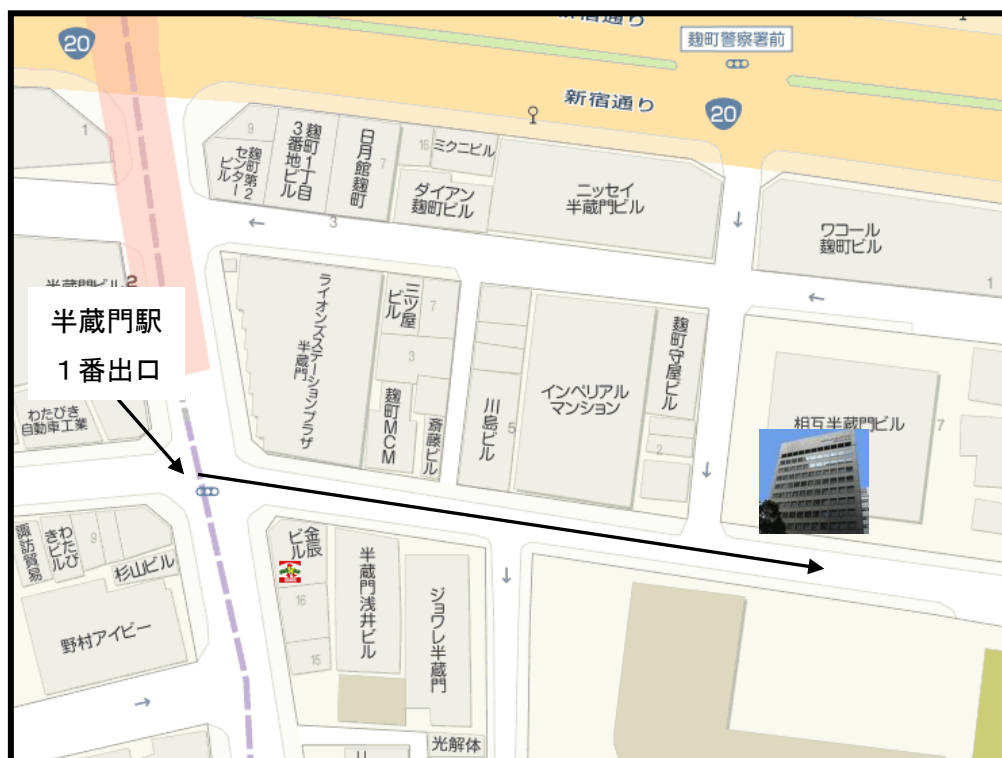 新宿通り
20
麹町警察署前
新宿通り
20
1
9
麹町第2
センター
ビル
麹町1丁目
3番地ビル
日月館麹町
7
16
ミクニビル
ダイアン
麹町ビル
ニッセイ
半蔵門ビル
ワコール
麹町ビル
1
3
半蔵門ビル
2
半蔵門駅
1番出口
ライオンズステーションプラザ
半蔵門
三ツ屋
ビル
7
3
麹町MCM
斎藤ビル
川島ビル
5
インペリアル
マンション
麹町守屋ビル
2
相互半蔵門ビル
7
わたびき
自動車工業
諏訪貿易
わたび
きビル
9
杉山ビル
野村アイビー
金辰
ビル
16
15
半蔵門浅井ビル
ジョワレ半蔵門
光解体